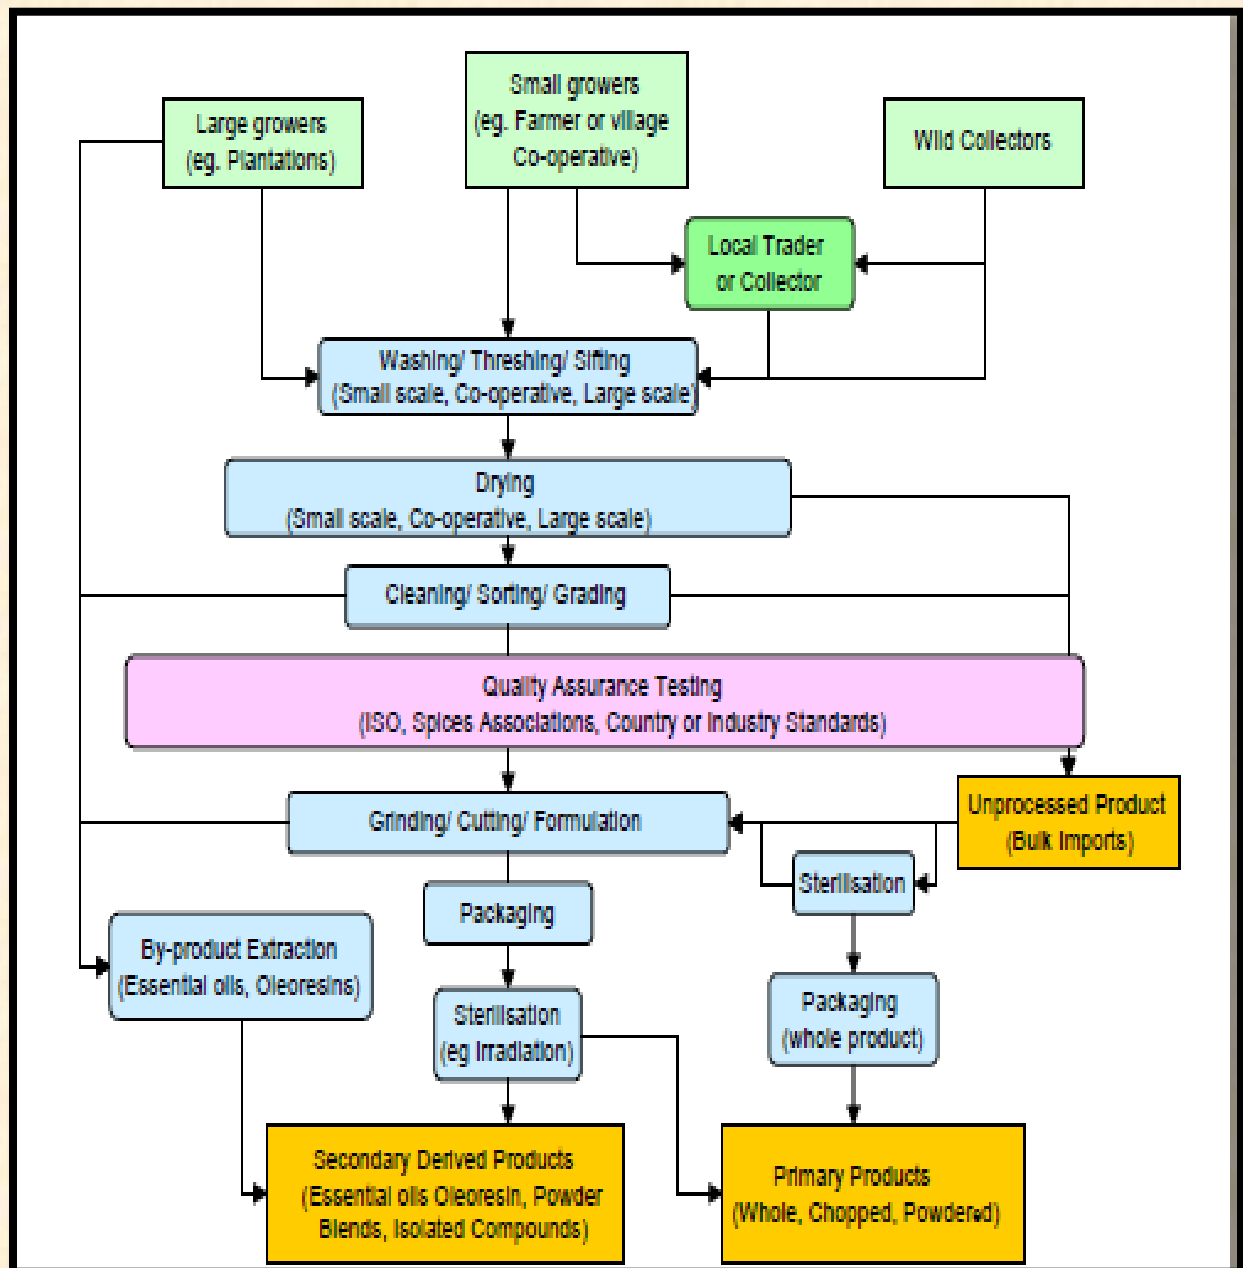 Small growers
(eg. Farmer or village
Co-operative)
Large growers
(eg. Plantations)
Wild Collectors
Local Trader
or Collector
Washing/ Threshing/ Sifting
(Small scale, Co-operative, Large scale)
Drying
(Small scale, Co-operative, Large scale)
Cleaning/ Sorting/ Grading
Quality Assurance Testing
(ISO, Spices Associations, Country or Industry Standards)
Unprocessed Product
(Bulk Imports)
Grinding/ Cutting/ Formulation
Sterilisation
Packaging
By-product Extraction
(Essential oils, Oleoresins)
Sterilisation
(eg Irradiation)
Packaging
(whole product)
Secondary Derived Products
(Essential oils Oleoresin, Powder
Blends, Isolated Compounds)
Primary Products
(Whole, Chopped, Powdered)